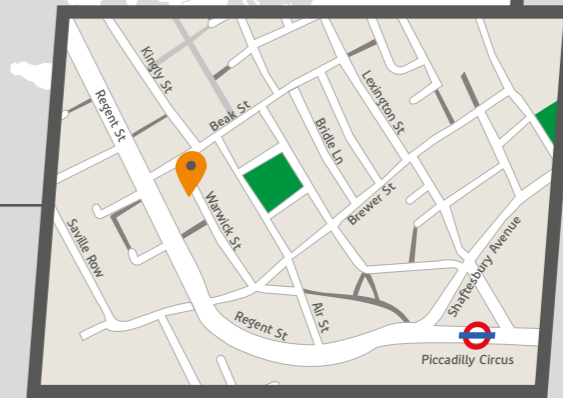 Kingly St
Regent St
Beak St
Lexington St
Bridle Ln
Brewer St
Warwick St
Saville Row
Shaftesbury Avenue
Air St
Regent St
Piccadilly Circus